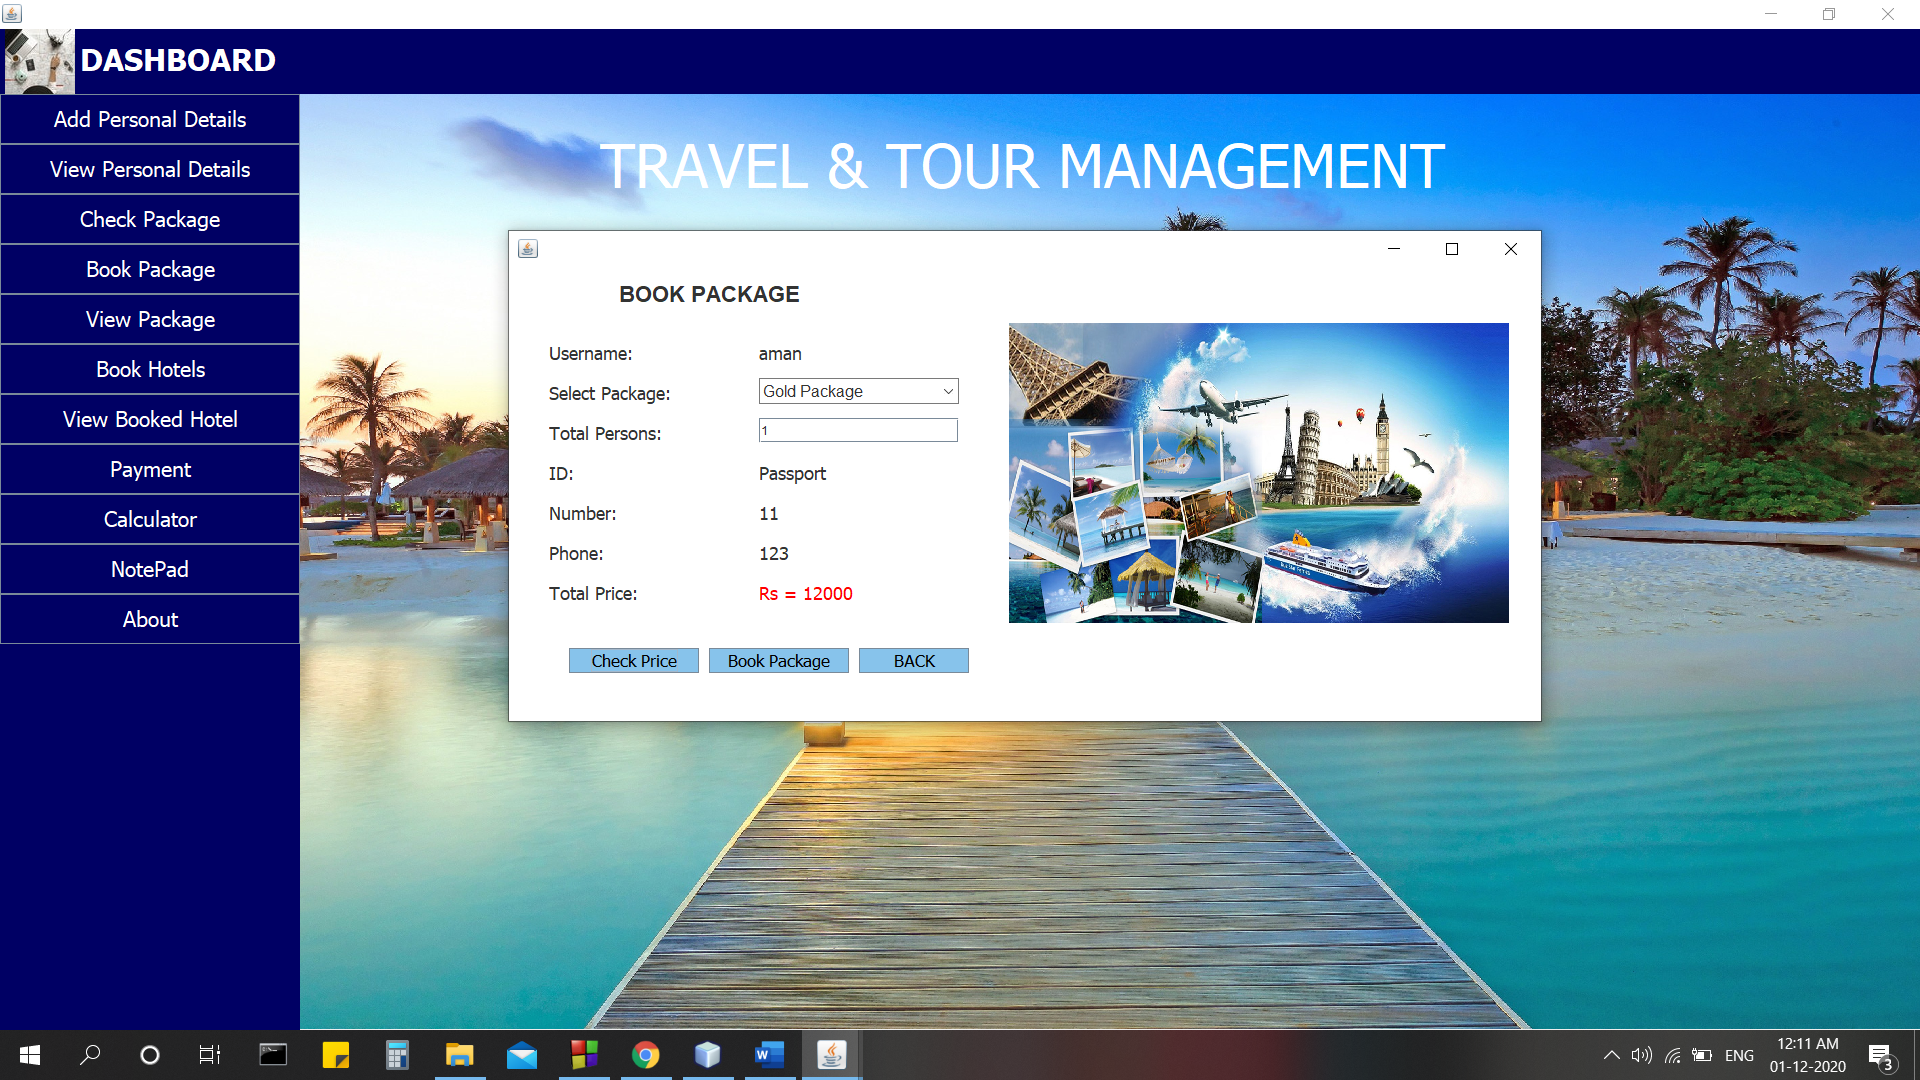 DASHBOARD
Add Personal Details
View Personal Details
Check Package
Book Package
View Package
Book Hotels
View Booked Hotel
Payment
Calculator
NotePad
About
TRAVEL & TOUR MANAGEMENT
BOOK PACKAGE
Username: aman
Select Package: Gold Package
Total Persons: 1
ID: Passport
Number: 11
Phone: 123
Total Price: Rs = 12000
Check Price Book Package BACK
Blue Star Ferries
ENG
12:11 AM
01-12-2020
3